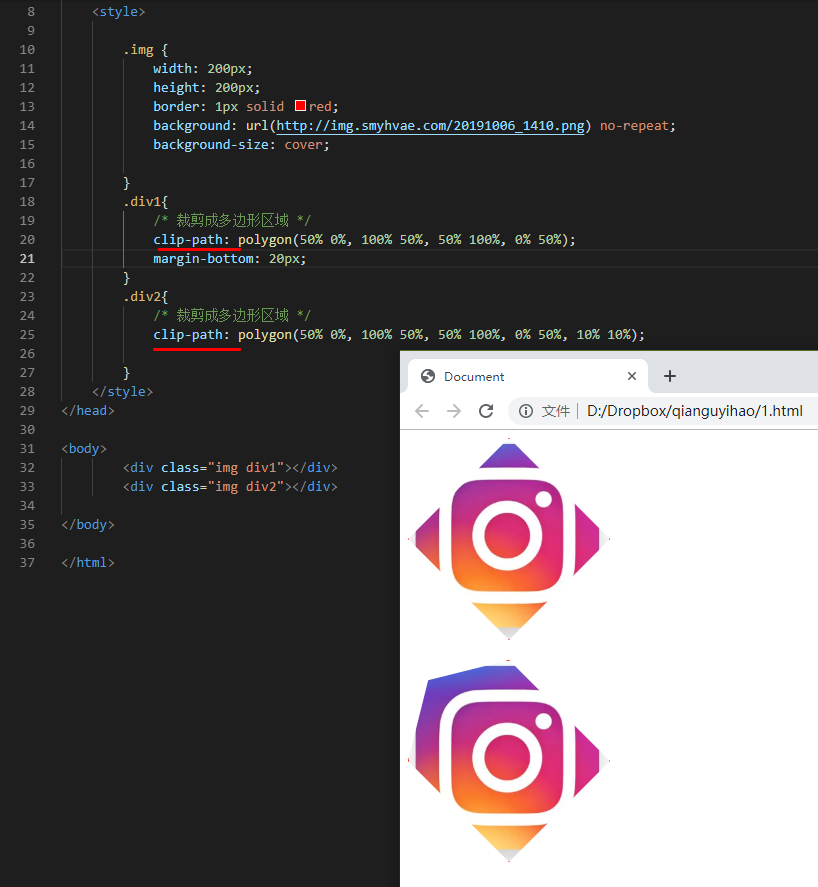 8 <style>
9
10 .img {
11 width: 200px;
12 height: 200px;
13 border: 1px solid red;
14 background: url(http://img.smyhvae.com/20191006_1410.png) no-repeat;
15 background-size: cover;
16
17 }
18 .div1{
19 /* 裁剪成多边形区域 */
20 clip-path: polygon(50% 0%, 100% 50%, 50% 100%, 0% 50%);
21 margin-bottom: 20px;
22 }
23 .div2{
24 /* 裁剪成多边形区域 */
25 clip-path: polygon(50% 0%, 100% 50%, 50% 100%, 0% 50%, 10% 10%);
26
27 }
28 </style>
29 </head>
30
31 <body>
32 <div class="img div1"></div>
33 <div class="img div2"></div>
34
35 </body>
36
37 </html>
Document
文件 D:/Dropbox/qianguyihao/1.html